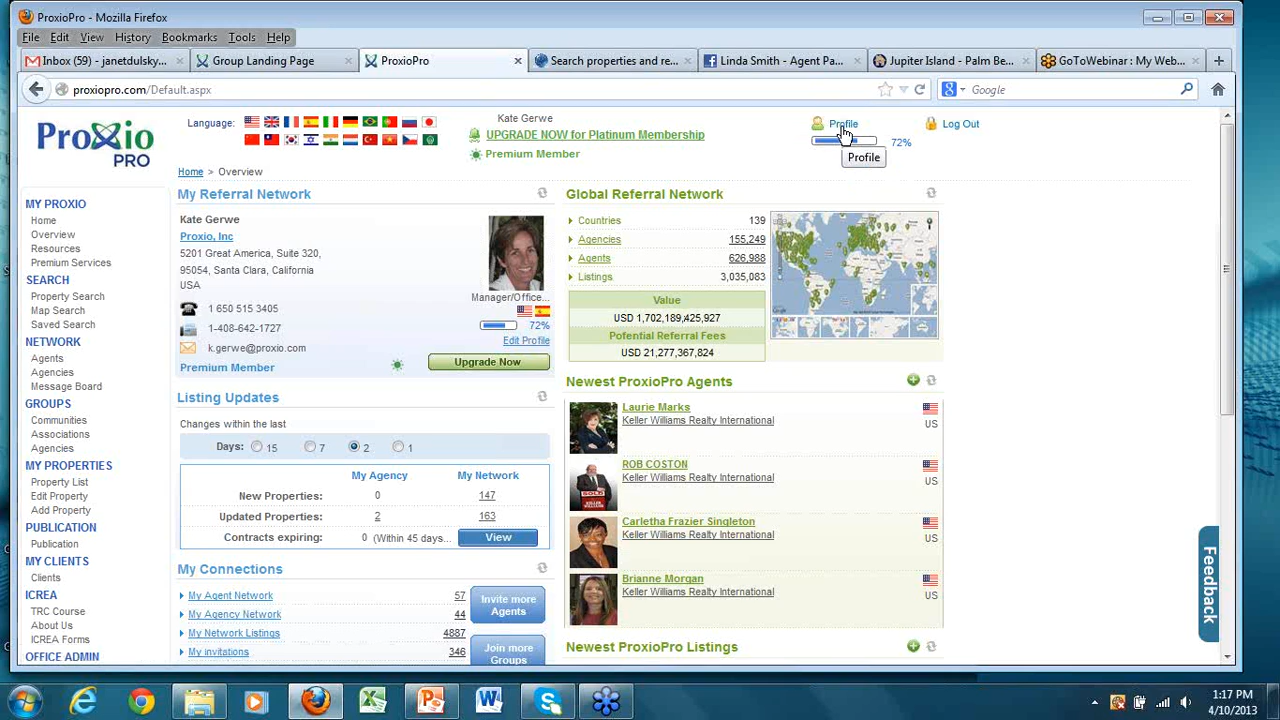 ProxioPro - Mozilla Firefox
File Edit View History Bookmarks Tools Help
Inbox (59) - janetdulsky...
Group Landing Page
ProxioPro
Search properties and re...
Linda Smith - Agent Pa...
Jupiter Island - Palm Be...
GoToWebinar : My Web...
proxiopro.com/Default.aspx
Google
Proxio PRO
Language:
Kate Gerwe
UPGRADE NOW for Platinum Membership
Premium Member
Profile
72%
Profile
Log Out
Home > Overview
MY PROXIO
Home
Overview
Resources
Premium Services
SEARCH
Property Search
Map Search
Saved Search
NETWORK
Agents
Agencies
Message Board
GROUPS
Communities
Associations
Agencies
MY PROPERTIES
Property List
Edit Property
Add Property
PUBLICATION
Publication
MY CLIENTS
Clients
ICREA
TRC Course
About Us
ICREA Forms
OFFICE ADMIN
My Referral Network
Kate Gerwe
Proxio, Inc
5201 Great America, Suite 320,
95054, Santa Clara, California
USA
Manager/Office...
1 650 515 3405
72%
1-408-642-1727
Edit Profile
k.gerwe@proxio.com
Premium Member
Upgrade Now
Listing Updates
Changes within the last
Days: 15 7 2 1
My Agency My Network
New Properties: 0 147
Updated Properties: 2 163
Contracts expiring: 0 (Within 45 days... View
My Connections
My Agent Network 57
My Agency Network 44
My Network Listings 4887
My invitations 346
Invite more Agents
Join more Groups
Global Referral Network
Countries 139
Agencies 155,249
Agents 626,988
Listings 3,035,083
Value
USD 1,702,189,425,927
Potential Referral Fees
USD 21,277,367,824
Newest ProxioPro Agents
Laurie Marks
Keller Williams Realty International
US
ROB COSTON
Keller Williams Realty International
US
Carletha Frazier Singleton
Keller Williams Realty International
US
Brianne Morgan
Keller Williams Realty International
US
Newest ProxioPro Listings
Feedback
1:17 PM
4/10/2013